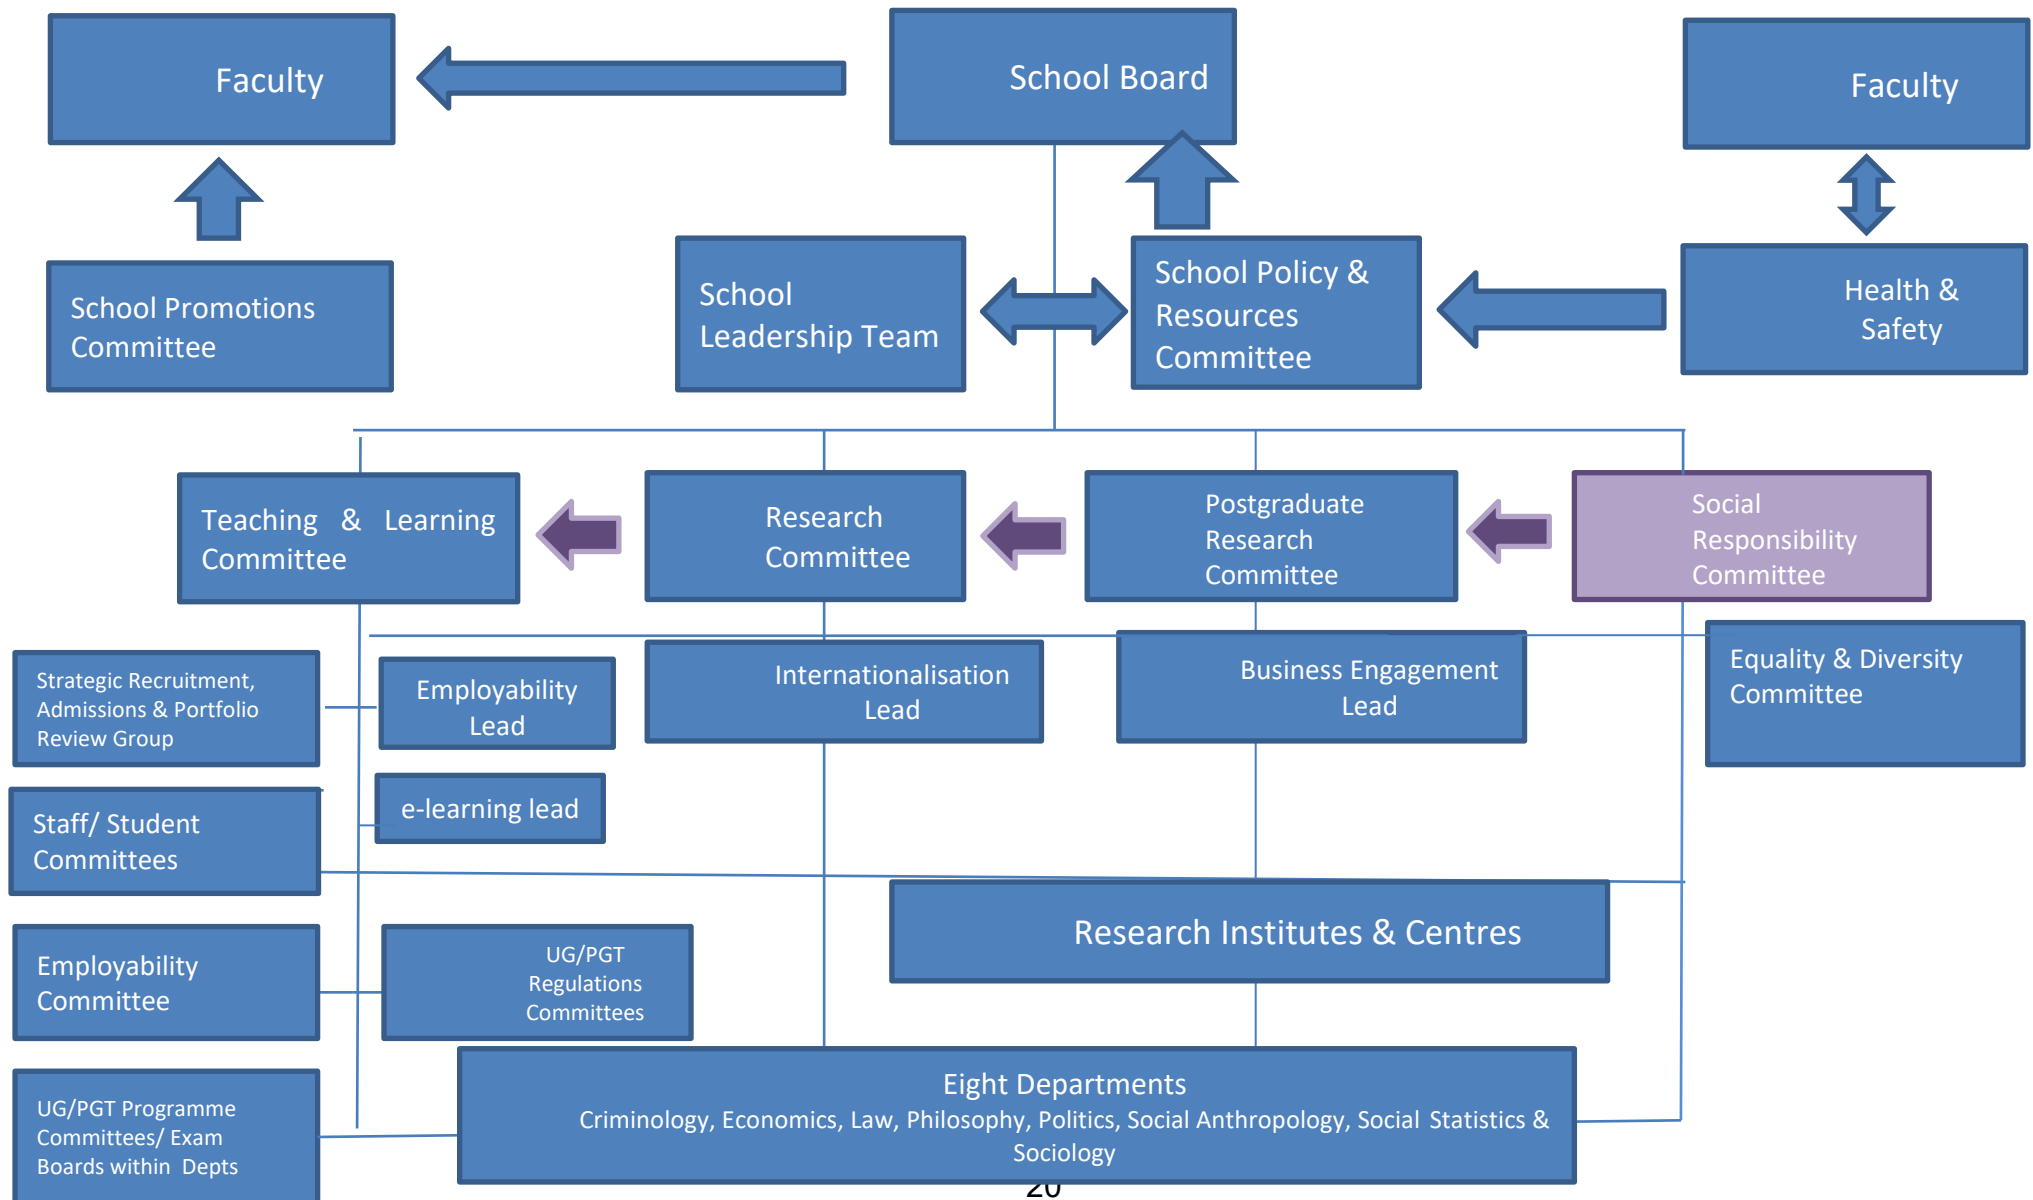 Faculty
School Board
Faculty
School Promotions
Committee
School
Leadership Team
School Policy &
Resources
Committee
Health &
Safety
Teaching & Learning
Committee
Research
Committee
Postgraduate
Research
Committee
Social
Responsibility
Committee
Strategic Recruitment,
Admissions & Portfolio
Review Group
Employability
Lead
Internationalisation
Lead
Business Engagement
Lead
Equality & Diversity
Committee
Staff/ Student
Committees
e-learning lead
Research Institutes & Centres
Employability
Committee
UG/PGT
Regulations
Committees
UG/PGT Programme
Committees/ Exam
Boards within Depts
Eight Departments
Criminology, Economics, Law, Philosophy, Politics, Social Anthropology, Social Statistics &
Sociology
20